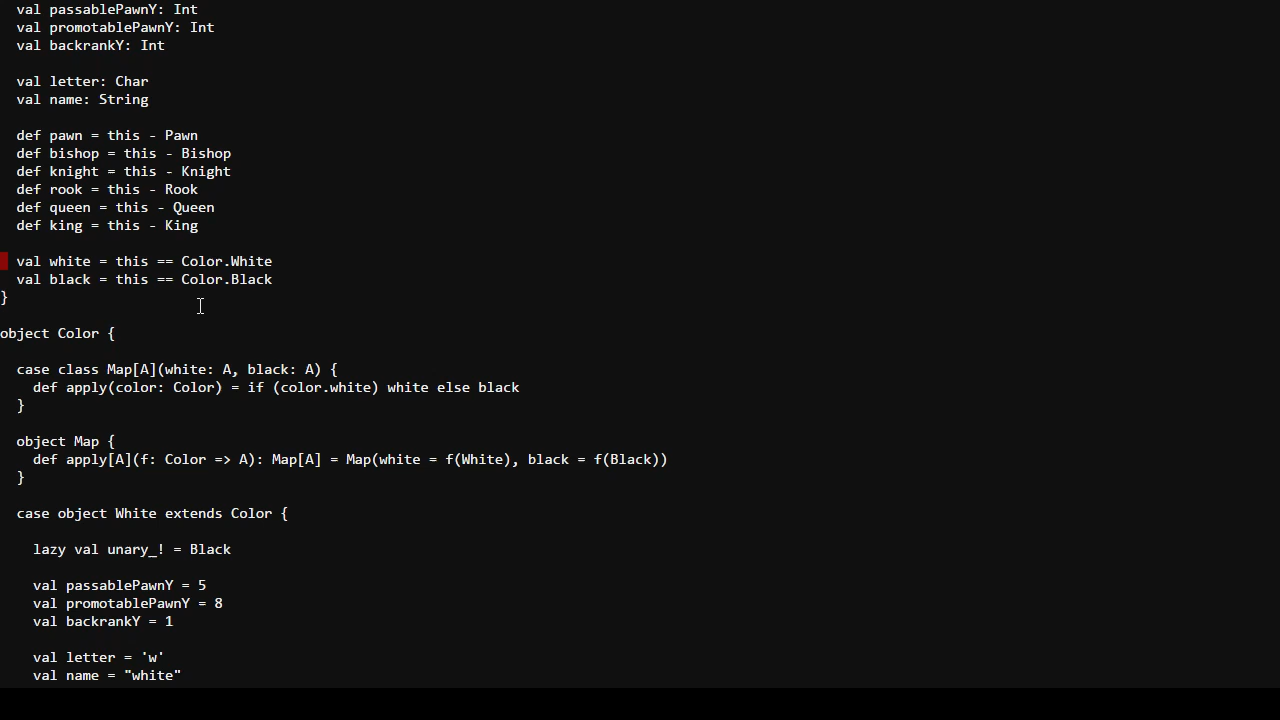 val passablePawnY: Int
val promotablePawnY: Int
val backrankY: Int
val letter: Char
val name: String
def pawn = this - Pawn
def bishop = this - Bishop
def knight = this - Knight
def rook = this - Rook
def queen = this - Queen
def king = this - King
val white = this == Color.White
val black = this == Color.Black
}
object Color {
case class Map[A](white: A, black: A) {
def apply(color: Color) = if (color.white) white else black
}
object Map {
def apply[A](f: Color => A): Map[A] = Map(white = f(White), black = f(Black))
}
case object White extends Color {
lazy val unary_! = Black
val passablePawnY = 5
val promotablePawnY = 8
val backrankY = 1
val letter = 'w'
val name = "white"